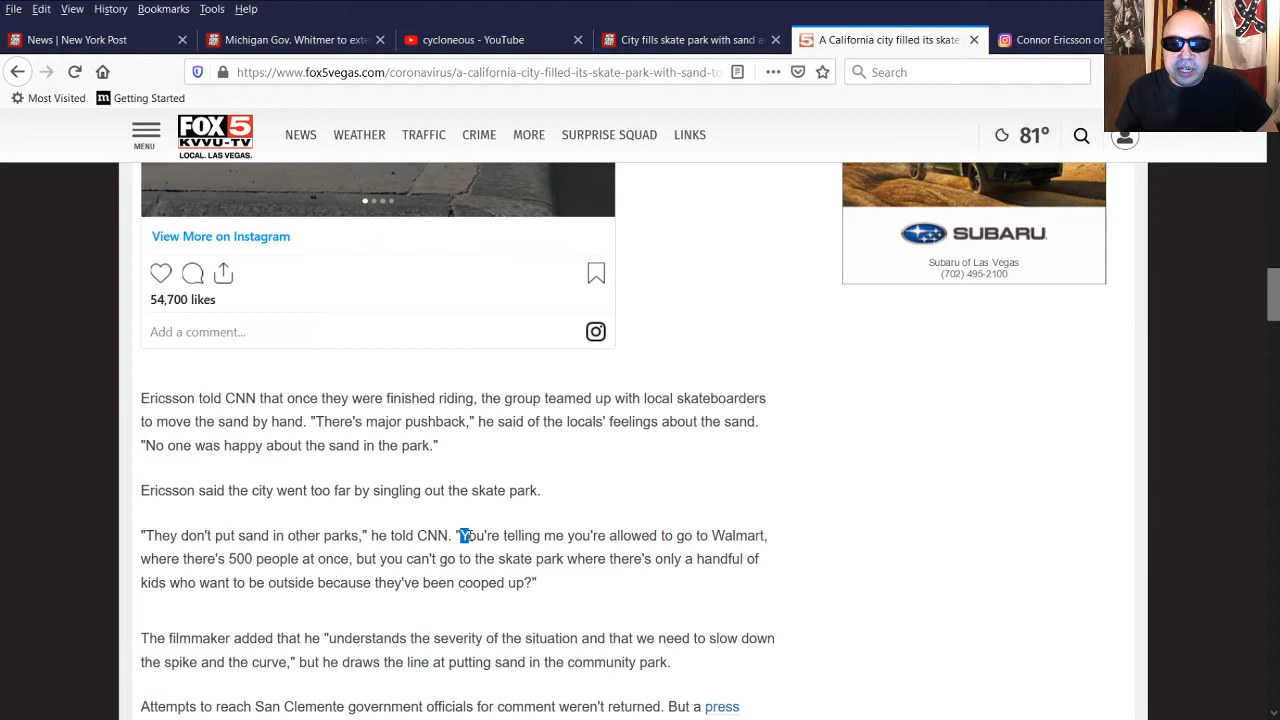 File Edit View History Bookmarks Tools Help
News | New York Post
Michigan Gov. Whitmer to exte
cycloneous - YouTube
City fills skate park with sand a
A California city filled its skate
Connor Ericsson on
https://www.fox5vegas.com/coronavirus/a-california-city-filled-its-skate-park-with-sand-to
Search
Most Visited
Getting Started
MENU
FOX 5
KVVU-TV
LOCAL. LAS VEGAS.
NEWS WEATHER TRAFFIC CRIME MORE SURPRISE SQUAD LINKS
81°
View More on Instagram
54,700 likes
Add a comment...
SUBARU
Subaru of Las Vegas
(702) 495-2100
Ericsson told CNN that once they were finished riding, the group teamed up with local skateboarders
to move the sand by hand. "There's major pushback," he said of the locals' feelings about the sand.
"No one was happy about the sand in the park."
Ericsson said the city went too far by singling out the skate park.
"They don't put sand in other parks," he told CNN. "You're telling me you're allowed to go to Walmart,
where there's 500 people at once, but you can't go to the skate park where there's only a handful of
kids who want to be outside because they've been cooped up?"
The filmmaker added that he "understands the severity of the situation and that we need to slow down
the spike and the curve," but he draws the line at putting sand in the community park.
Attempts to reach San Clemente government officials for comment weren't returned. But a press